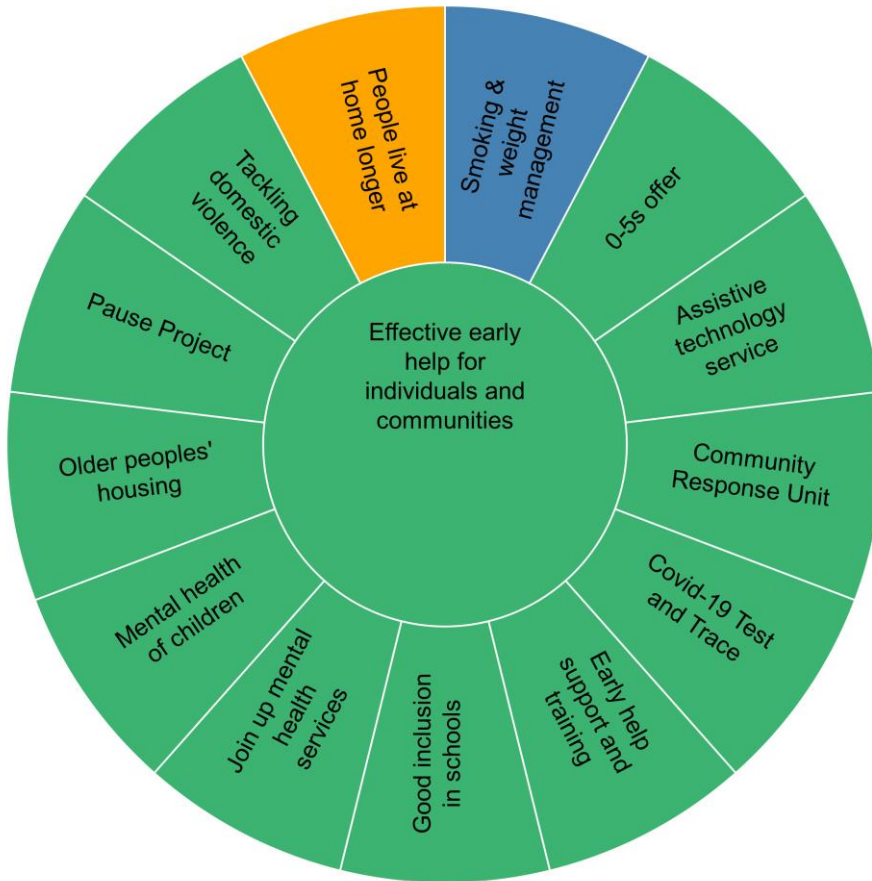 Effective early
help for
individuals and
communities
Smoking &
weight
management
0-5s offer
Assistive
technology
service
Community
Response Unit
Covid-19 Test
and Trace
Early help
support and
training
Good inclusion
in schools
Join up mental
health
services
Mental health
of children
Older peoples'
housing
Pause Project
Tackling
domestic
violence
People live at
home longer